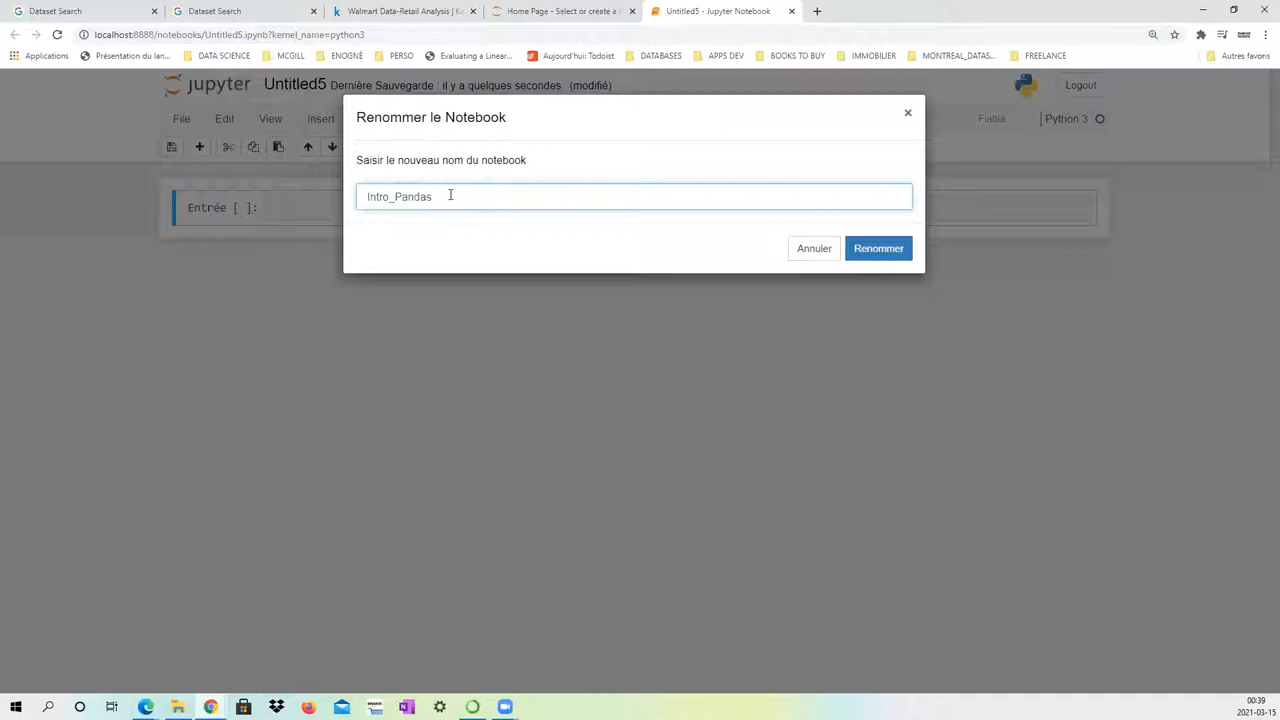 Dataset Search
Dataset Search
Walmart Data-Retail Analysis | Ka
Home Page - Select or create a n
Untitled5 - Jupyter Notebook
localhost:8888/notebooks/Untitled5.ipynb?kernel_name=python3
Applications
Présentation du lan...
DATA SCIENCE
MCGILL
ENOGNÉ
PERSO
Evaluating a Linear...
Aujourd'hui: Todoist
DATABASES
APPS DEV
BOOKS TO BUY
IMMOBILIER
MONTREAL_DATAS...
FREELANCE
Autres favoris
jupyter Untitled5 Dernière Sauvegarde : il y a quelques secondes (modifié)
Logout
File Edit View Insert
Fiable
Python 3
Renommer le Notebook
Saisir le nouveau nom du notebook
Intro_Pandas
Annuler
Renommer
Entrée [ ]:
00:39
2021-03-15